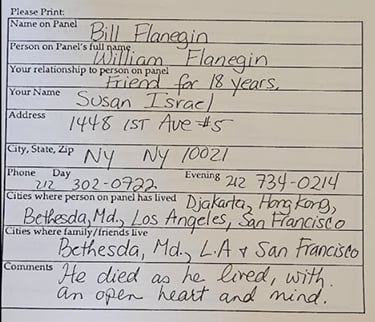 Please Print:
Name on Panel Bill Flanegin
Person on Panel's full name William Flanegin
Your relationship to person on panel Friend for 18 years.
Your Name Susan Israel
Address 1448 1ST Ave #5
City, State, Zip Ny Ny 10021
Phone Day 212 302-0722 Evening 212 734-0214
Cities where person on panel has lived Djakarta, Hong Kong,
Bethesda, Md., Los Angeles, San Francisco
Cities where family/friends live
Bethesda, Md., L.A + San Francisco
Comments He died as he lived, with
an open heart and mind.